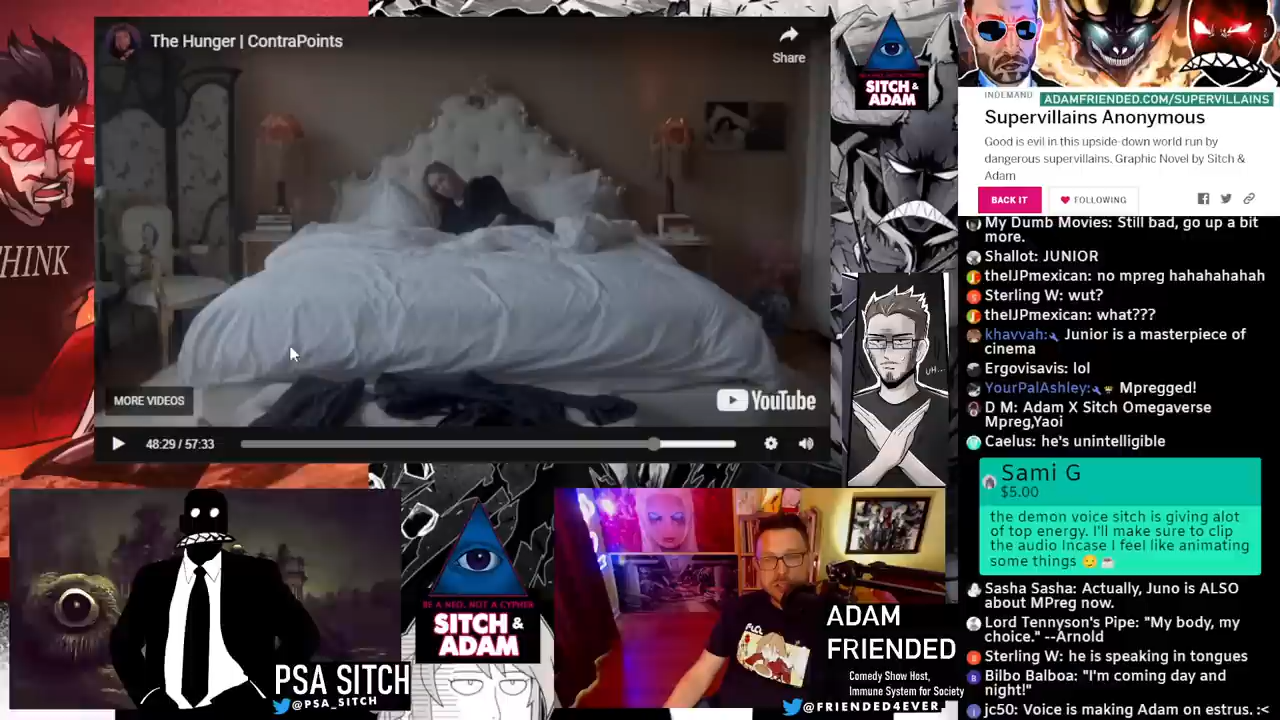 The Hunger | ContraPoints
Share
MORE VIDEOS
YouTube
48:29 / 57:33
THINK
SITCH &
ADAM
UH...
INDEMAND
ADAMFRIENDED.COM/SUPERVILLAINS
Supervillains Anonymous
Good is evil in this upside-down world run by
dangerous supervillains. Graphic Novel by Sitch &
Adam
BACK IT
FOLLOWING
My Dumb Movies: Still bad, go up a bit
more.
Shallot: JUNIOR
theIJPmexican: no mpreg hahahahahah
Sterling W: wut?
theIJPmexican: what???
khavvah: Junior is a masterpiece of
cinema
Ergovisavis: lol
YourPalAshley: Mpregged!
D M: Adam X Sitch Omegaverse
Mpreg,Yaoi
Caelus: he's unintelligible
Sami G
$5.00
the demon voice sitch is giving alot
of top energy. I'll make sure to clip
the audio Incase I feel like animating
some things 😏 ☕
Sasha Sasha: Actually, Juno is ALSO
about MPreg now.
Lord Tennyson's Pipe: "My body, my
choice." --Arnold
Sterling W: he is speaking in tongues
Bilbo Balboa: "I'm coming day and
night!"
jc50: Voice is making Adam on estrus. :<
PSA SITCH
@PSA_SITCH
BE A NEO, NOT A CYPHER
SITCH &
ADAM
ADAM
FRIENDED
Comedy Show Host,
Immune System for Society
@FRIENDED4EVER